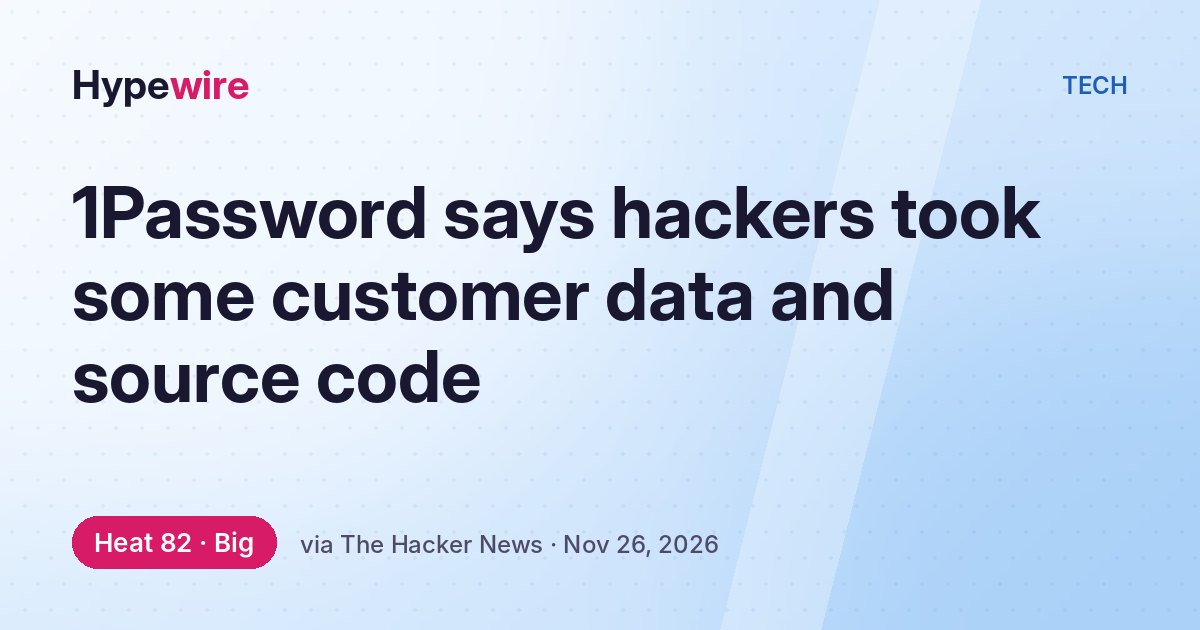 Hypewire
TECH
1Password says hackers took
some customer data and
source code
Heat 82 · Big
via The Hacker News · Nov 26, 2026